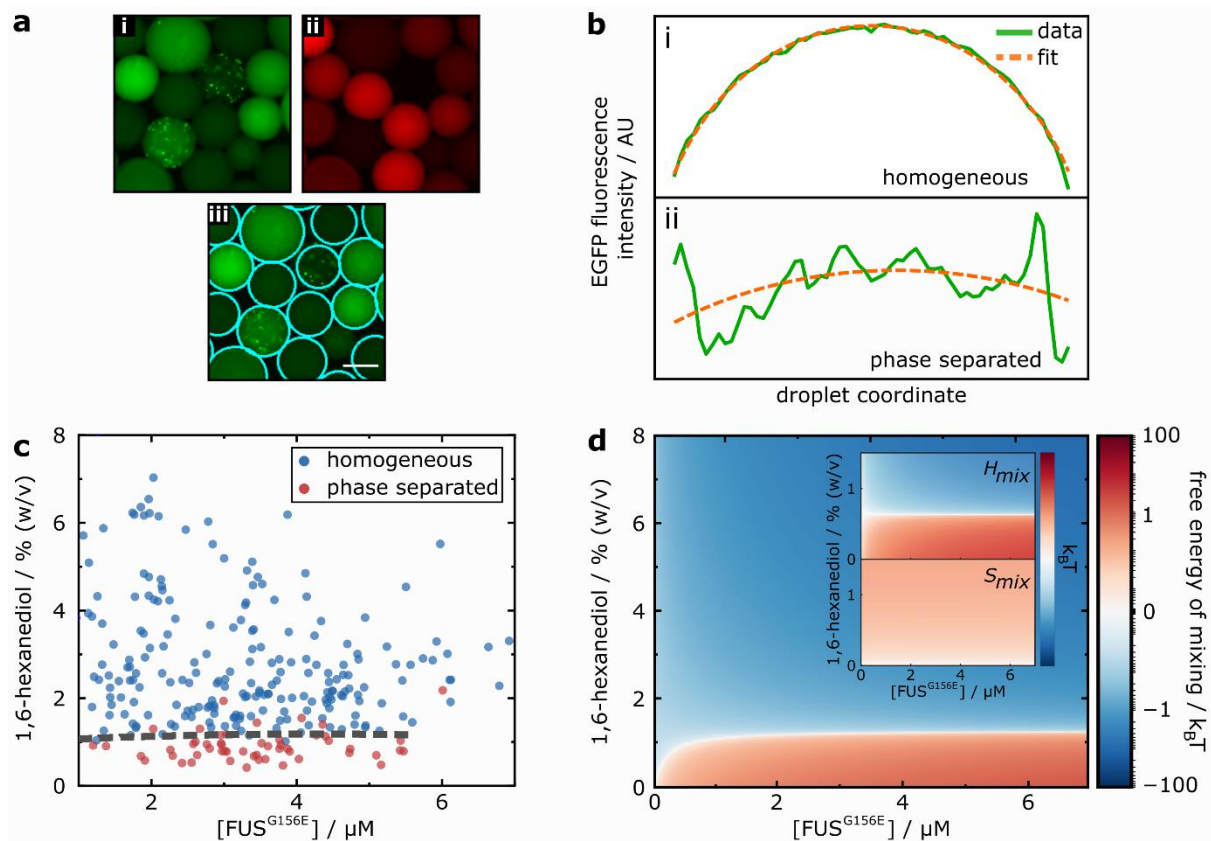 a
i
ii
iii
b
i
data
fit
homogeneous
EGFP fluorescence
intensity / AU
ii
phase separated
droplet coordinate
c
8
6
4
2
0
1,6-hexanediol / % (w/v)
homogeneous
phase separated
2
4
6
[FUS^G156E] / μM
d
8
6
4
2
0
1,6-hexanediol / % (w/v)
H_mix
1
0
S_mix
1
0
1,6-hexanediol / % (w/v)
0
2
4
6
[FUS^G156E] / μM
k_BT
0
2
4
6
[FUS^G156E] / μM
100
1
0
-1
-100
free energy of mixing / k_BT